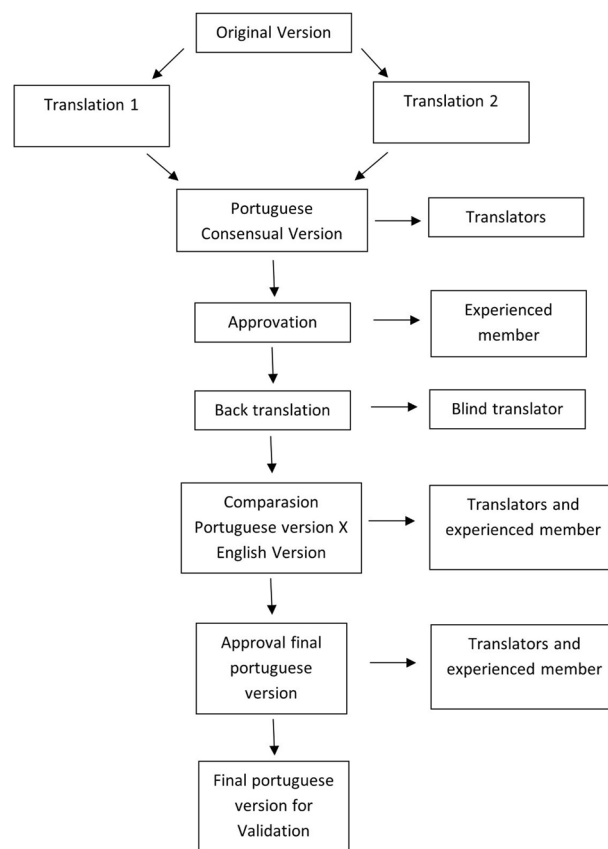 Original Version
Translation 1
Translation 2
Portuguese
Consensual Version
Translators
Approvation
Experienced
member
Back translation
Blind translator
Comparasion
Portuguese version X
English Version
Translators and
experienced member
Approval final
portuguese
version
Translators and
experienced member
Final portuguese
version for
Validation